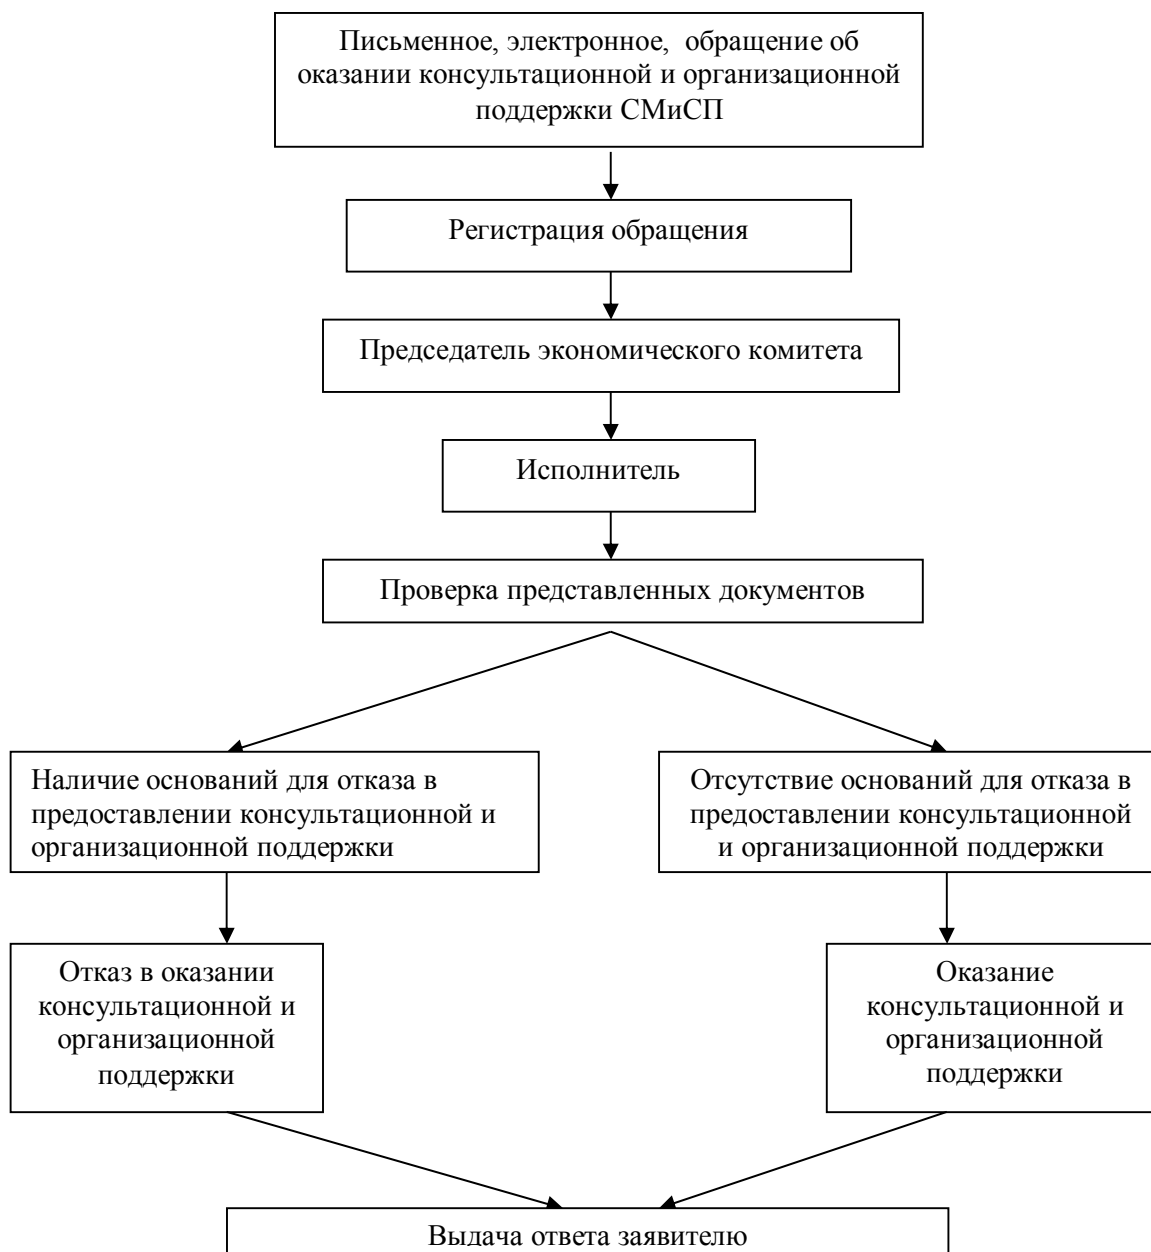 Письменное, электронное, обращение об
оказании консультационной и организационной
поддержки СМиСП
Регистрация обращения
Председатель экономического комитета
Исполнитель
Проверка представленных документов
Наличие оснований для отказа в
предоставлении консультационной и
организационной поддержки
Отсутствие оснований для отказа в
предоставлении консультационной
и организационной поддержки
Отказ в оказании
консультационной и
организационной
поддержки
Оказание
консультационной и
организационной
поддержки
Выдача ответа заявителю